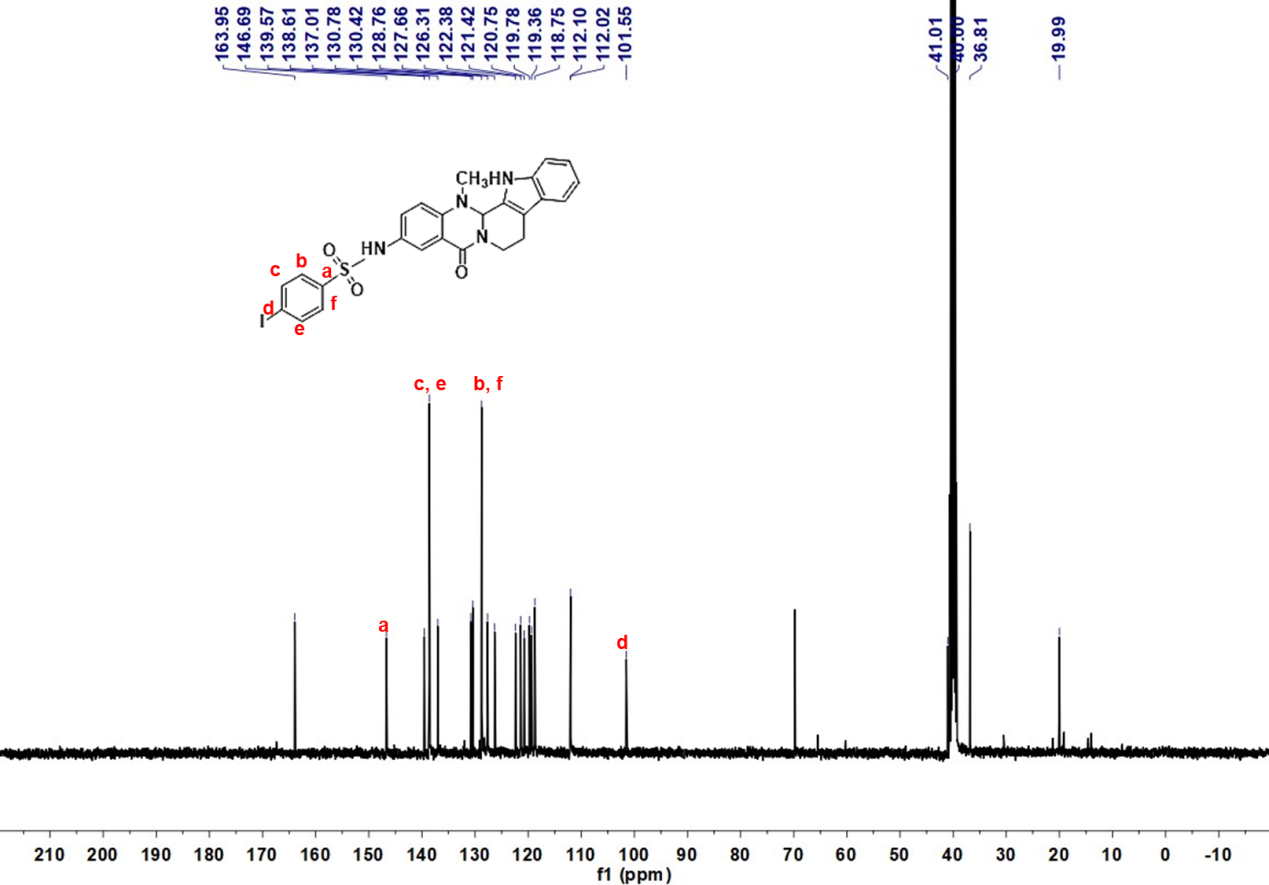 163.95
146.69
139.57
138.61
137.01
130.78
130.42
128.76
127.66
126.31
122.38
121.42
120.75
119.78
119.36
118.75
112.10
112.02
101.55
41.01
40.00
36.81
19.99
CH3 HN
N
N
O
HN
O
S
O
I
c
b
a
d
f
e
c, e
b, f
a
d
210 200 190 180 170 160 150 140 130 120 110 100 90 80 70 60 50 40 30 20 10 0 -10
f1 (ppm)